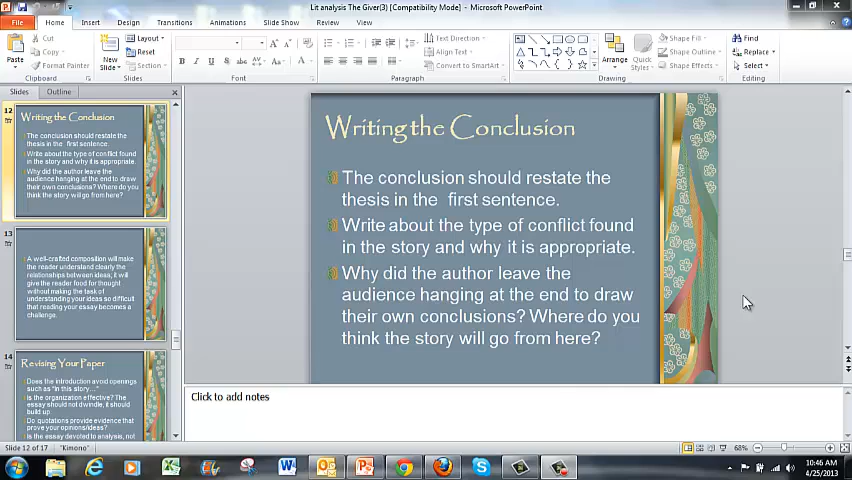 Lit analysis The Giver(3) [Compatibility Mode] - Microsoft PowerPoint
File Home Insert Design Transitions Animations Slide Show Review View
Cut
Copy
Format Painter
Paste
Clipboard
New
Slide
Layout
Reset
Section
Slides
Font
Paragraph
Text Direction
Align Text
Convert to SmartArt
Arrange
Quick
Styles
Shape Fill
Shape Outline
Shape Effects
Drawing
Find
Replace
Select
Editing
Slides Outline
12
Writing the Conclusion
The conclusion should restate the
thesis in the first sentence.
Write about the type of conflict found
in the story and why it is appropriate.
Why did the author leave the
audience hanging at the end to draw
their own conclusions? Where do you
think the story will go from here?
13
A well-crafted composition will make
the reader understand clearly the
relationships between ideas; it will
give the reader food for thought
without making the task of
understanding your ideas so difficult
that reading your essay becomes a
challenge.
14
Revising Your Paper
Does the introduction avoid openings
such as "In this story…"
Is the organization effective? The
essay should not dwindle, it should
build up.
Do quotations provide evidence that
prove your opinions/ideas?
Is the essay devoted to analysis, not
Writing the Conclusion
The conclusion should restate the
thesis in the first sentence.
Write about the type of conflict found
in the story and why it is appropriate.
Why did the author leave the
audience hanging at the end to draw
their own conclusions? Where do you
think the story will go from here?
Click to add notes
Slide 12 of 17 "Kimono" 68%
10:46 AM
4/25/2013